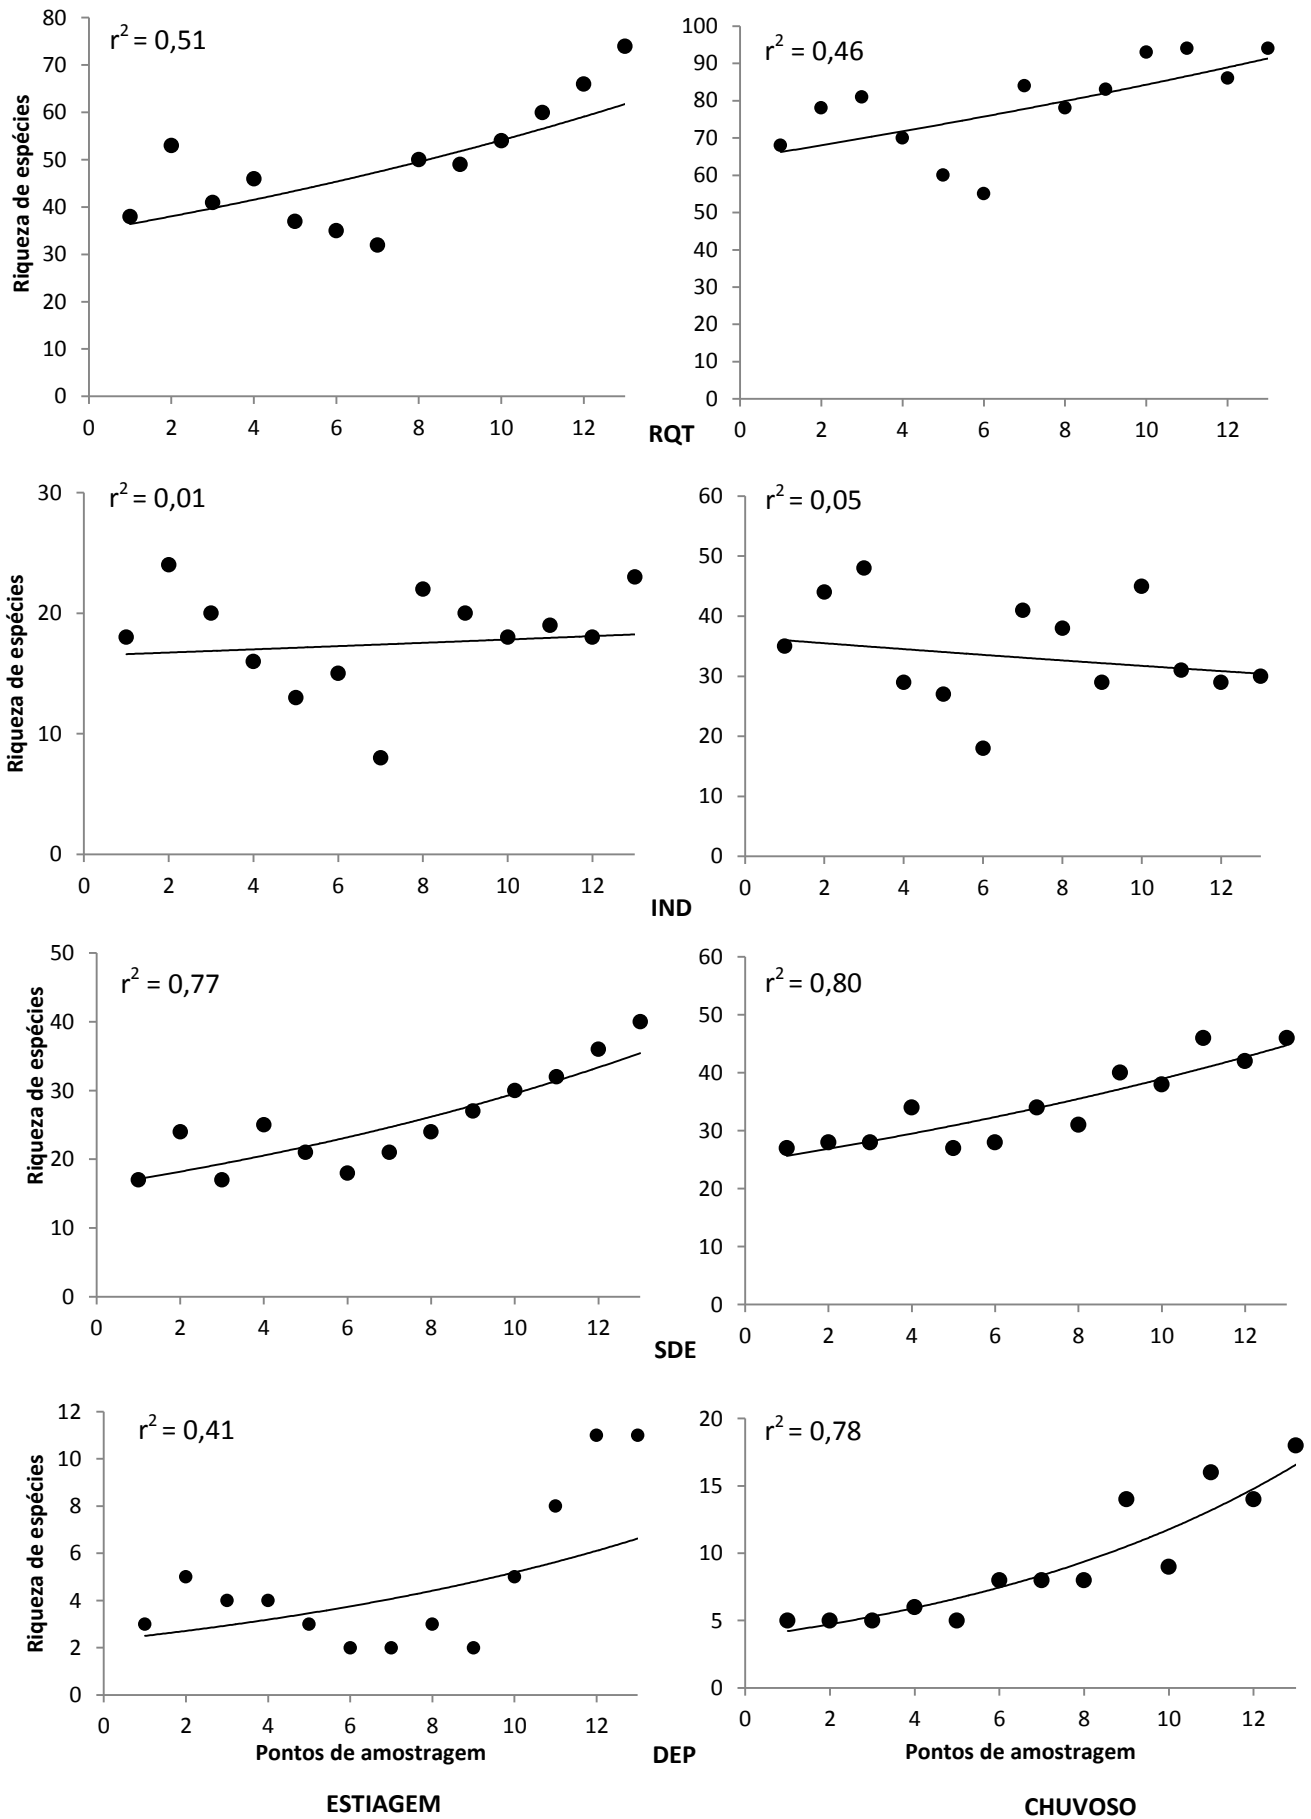 r² = 0,51
Riqueza de espécies
80
70
60
50
40
30
20
10
0
0 2 4 6 8 10 12
r² = 0,46
100
90
80
70
60
50
40
30
20
10
0
0 2 4 6 8 10 12
RQT
r² = 0,01
Riqueza de espécies
30
20
10
0
0 2 4 6 8 10 12
r² = 0,05
60
50
40
30
20
10
0
0 2 4 6 8 10 12
IND
r² = 0,77
Riqueza de espécies
50
40
30
20
10
0
0 2 4 6 8 10 12
r² = 0,80
60
50
40
30
20
10
0
0 2 4 6 8 10 12
SDE
r² = 0,41
Riqueza de espécies
12
10
8
6
4
2
0
0 2 4 6 8 10 12
Pontos de amostragem
r² = 0,78
20
15
10
5
0
0 2 4 6 8 10 12
Pontos de amostragem
DEP
ESTIAGEM
CHUVOSO